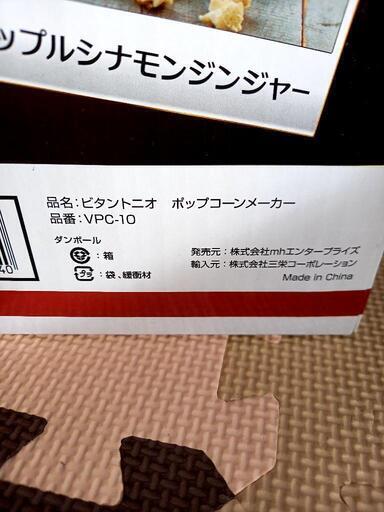 ップルシナモンジンジャー
品名：ビタントニオ　ポップコーンメーカー
品番：VPC-10
ダンボール
：箱
プラ：袋、緩衝材
発売元：株式会社mhエンタープライズ
輸入元：株式会社三栄コーポレーション
Made in China
40